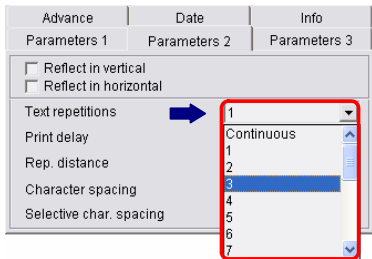 Advance Date Info
Parameters 1 Parameters 2 Parameters 3
Reflect in vertical
Reflect in horizontal
Text repetitions 1
Print delay Continuous
1
Rep. distance 2
3
Character spacing 4
Selective char. spacing 5
6
7